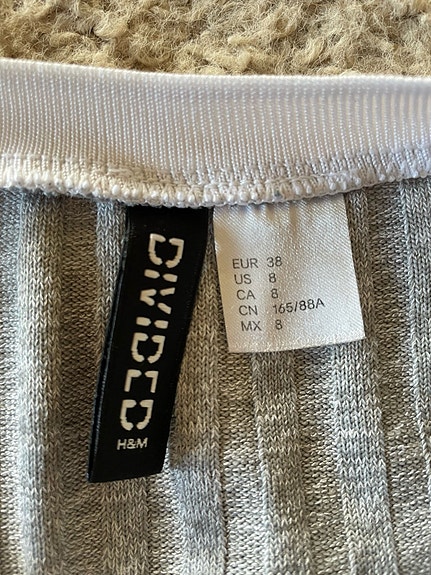 DIVIDED
H&M
EUR 38
US 8
CA 8
CN 165/88A
MX 8